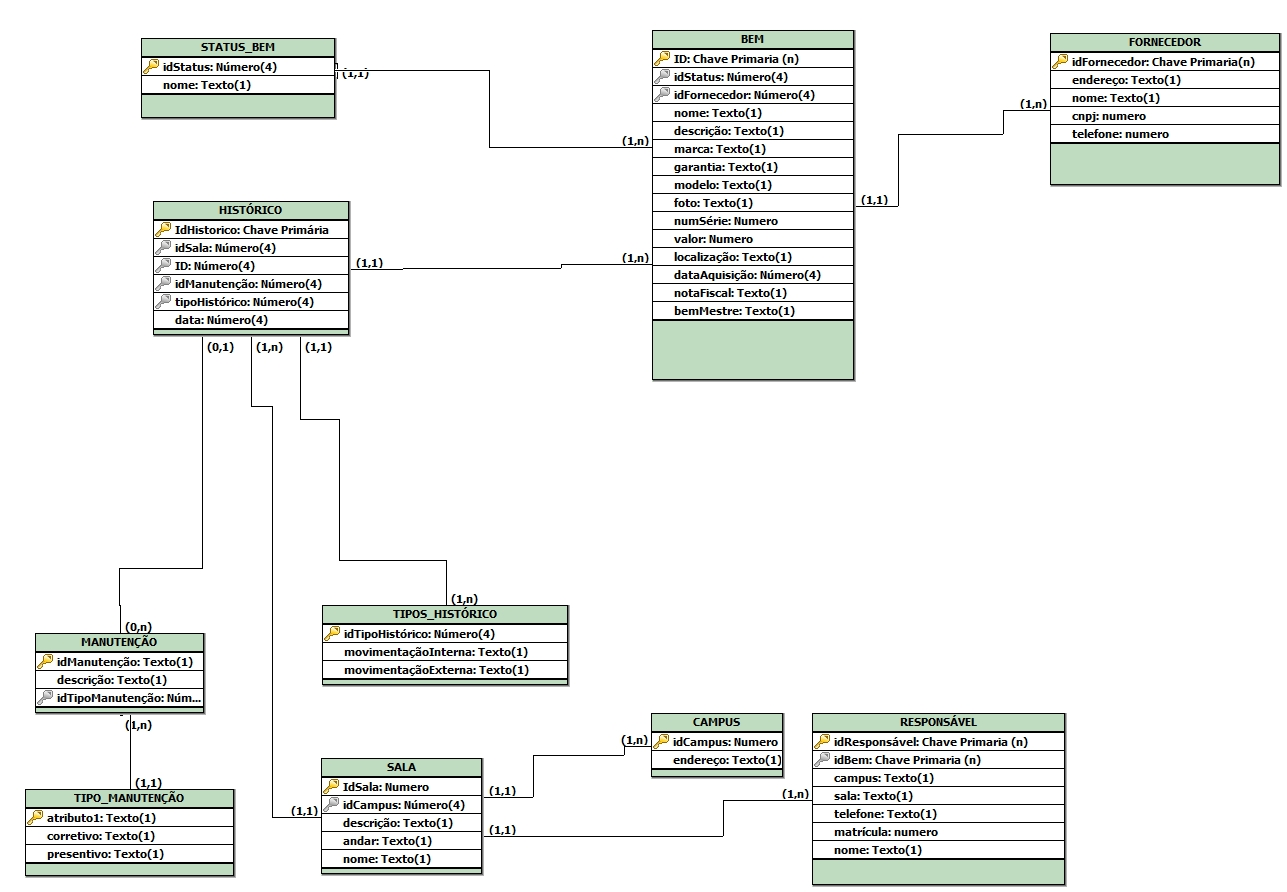 STATUS_BEM
idStatus: Número(4)
nome: Texto(1)
(1,1)
(1,n)
BEM
ID: Chave Primaria (n)
idStatus: Número(4)
idFornecedor: Número(4)
nome: Texto(1)
descrição: Texto(1)
marca: Texto(1)
garantia: Texto(1)
modelo: Texto(1)
foto: Texto(1)
numSérie: Numero
valor: Numero
localização: Texto(1)
dataAquisição: Número(4)
notaFiscal: Texto(1)
bemMestre: Texto(1)
(1,1)
(1,n)
FORNECEDOR
idFornecedor: Chave Primaria(n)
endereço: Texto(1)
nome: Texto(1)
cnpj: numero
telefone: numero
HISTÓRICO
IdHistorico: Chave Primária
idSala: Número(4)
ID: Número(4)
idManutenção: Número(4)
tipoHistórico: Número(4)
data: Número(4)
(1,1)
(1,n)
(0,1)
(1,n)
(1,1)
(0,n)
MANUTENÇÃO
idManutenção: Texto(1)
descrição: Texto(1)
idTipoManutenção: Núm...
(1,n)
(1,1)
TIPO_MANUTENÇÃO
atributo1: Texto(1)
corretivo: Texto(1)
presentivo: Texto(1)
(1,n)
TIPOS_HISTÓRICO
idTipoHistórico: Número(4)
movimentaçãoInterna: Texto(1)
movimentaçãoExterna: Texto(1)
(1,1)
SALA
IdSala: Numero
idCampus: Número(4)
descrição: Texto(1)
andar: Texto(1)
nome: Texto(1)
(1,1)
(1,1)
(1,n)
CAMPUS
idCampus: Numero
endereço: Texto(1)
(1,n)
RESPONSÁVEL
idResponsável: Chave Primaria (n)
idBem: Chave Primaria (n)
campus: Texto(1)
sala: Texto(1)
telefone: Texto(1)
matrícula: numero
nome: Texto(1)